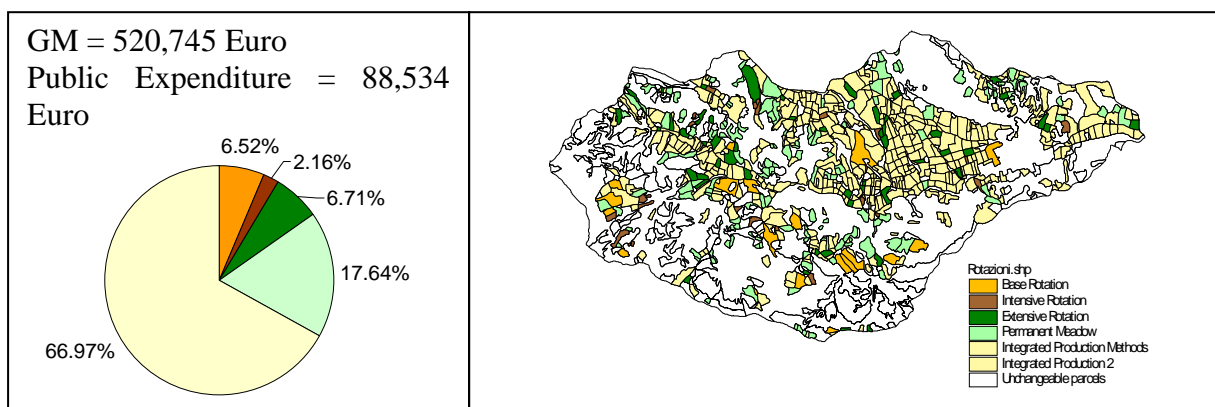 GM = 520,745 Euro
Public Expenditure = 88,534
Euro
6.52%
2.16%
6.71%
17.64%
66.97%
Rotazioni.shp
Base Rotation
Intensive Rotation
Extensive Rotation
Permanent Meadow
Integrated Production Methods
Integrated Production 2
Unchangeable parcels